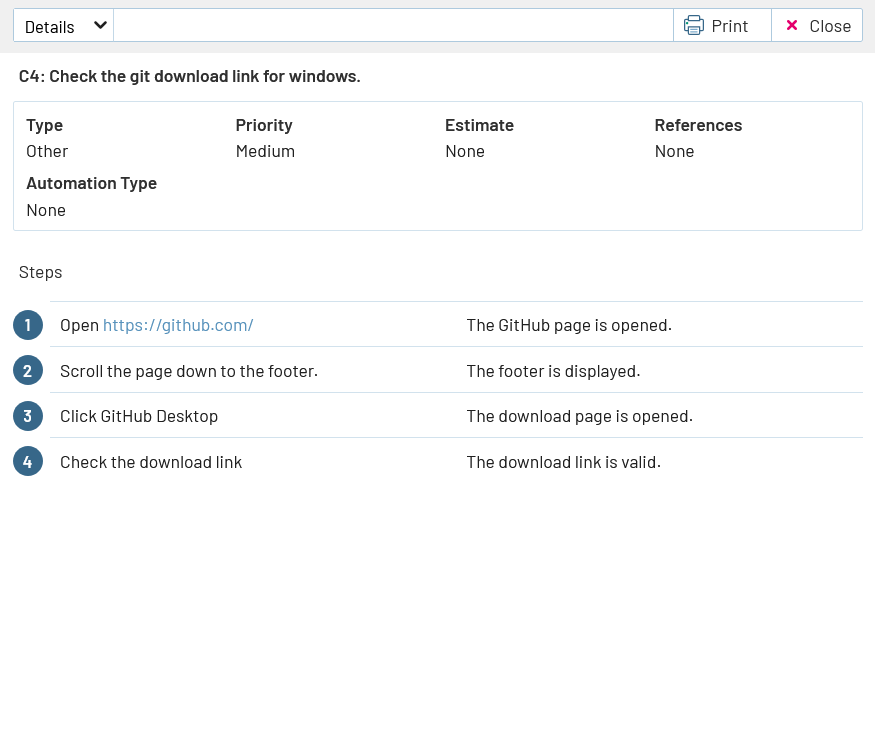 Details
Print
Close
C4: Check the git download link for windows.
Type Priority Estimate References
Other Medium None None
Automation Type
None
Steps
1 Open https://github.com/ The GitHub page is opened.
2 Scroll the page down to the footer. The footer is displayed.
3 Click GitHub Desktop The download page is opened.
4 Check the download link The download link is valid.